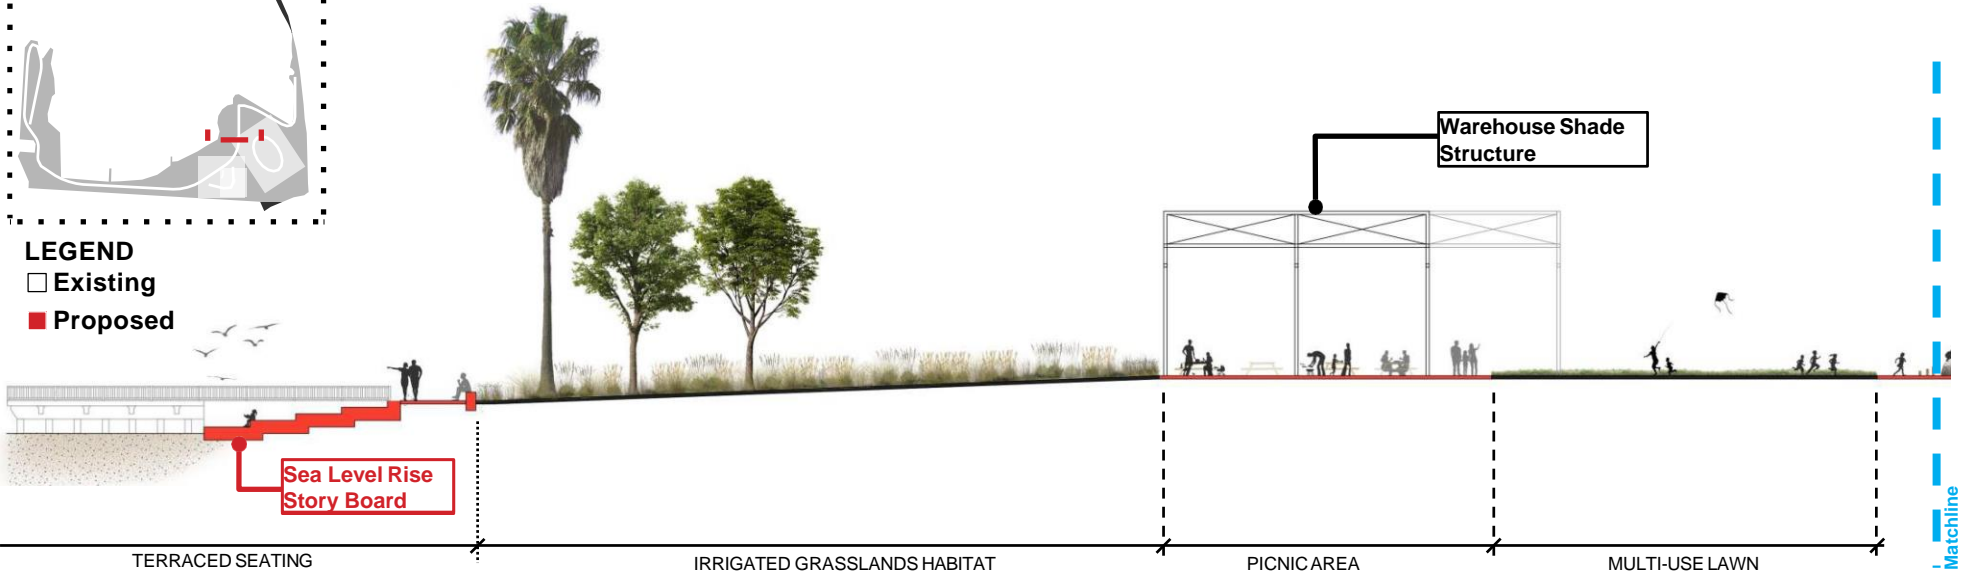 LEGEND
Existing
Proposed
Warehouse Shade
Structure
Sea Level Rise
Story Board
TERRACED SEATING
IRRIGATED GRASSLANDS HABITAT
PICNIC AREA
MULTI-USE LAWN
Matchline